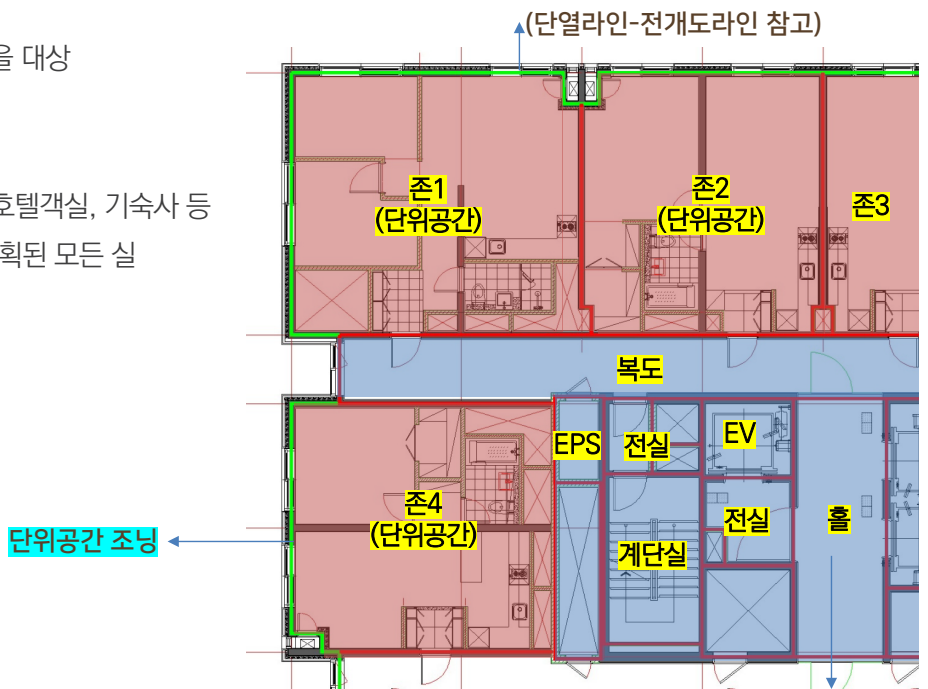 (단열라인-전개도라인 참고)
을 대상
호텔객실, 기숙사 등
획된 모든 실
존1
(단위공간)
존2
(단위공간)
존3
복도
EPS
전실
EV
존4
(단위공간)
전실
홀
계단실
단위공간 조닝